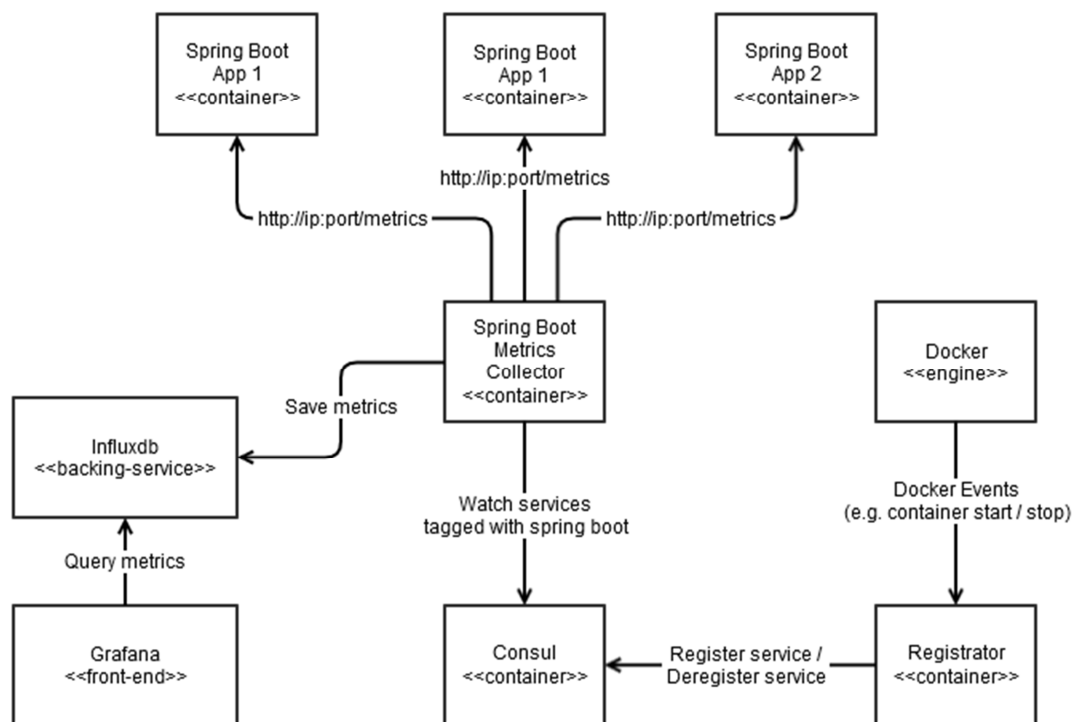 Spring Boot
App 1
<<container>>
Spring Boot
App 1
<<container>>
Spring Boot
App 2
<<container>>
http://ip:port/metrics
http://ip:port/metrics
http://ip:port/metrics
Spring Boot
Metrics
Collector
<<container>>
Docker
<<engine>>
Save metrics
Influxdb
<<backing-service>>
Watch services
tagged with spring boot
Docker Events
(e.g. container start / stop)
Query metrics
Grafana
<<front-end>>
Consul
<<container>>
Register service /
Deregister service
Registrator
<<container>>